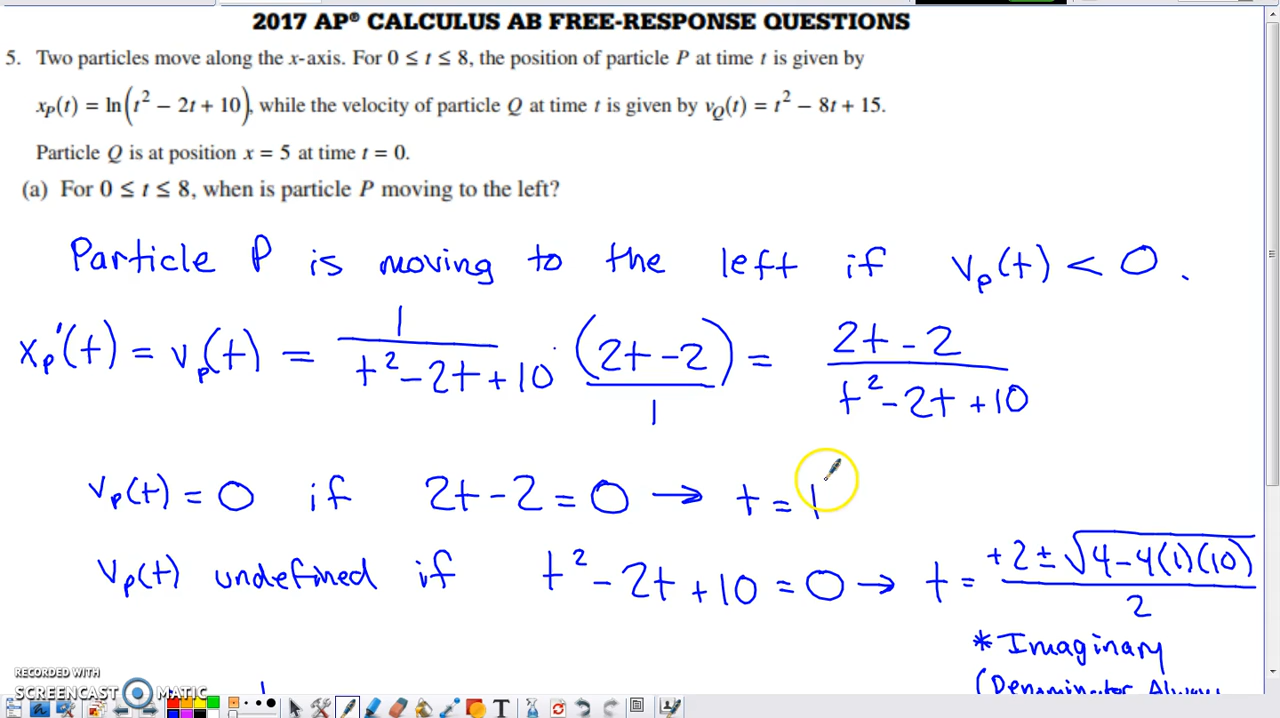 2017 AP® CALCULUS AB FREE-RESPONSE QUESTIONS
5. Two particles move along the x-axis. For 0 ≤ t ≤ 8, the position of particle P at time t is given by
xP(t) = ln(t² − 2t + 10), while the velocity of particle Q at time t is given by vQ(t) = t² − 8t + 15.
Particle Q is at position x = 5 at time t = 0.
(a) For 0 ≤ t ≤ 8, when is particle P moving to the left?
Particle P is moving to the left if vp(t) < 0.
xp'(t) = vp(t) = 1/(t² − 2t + 10) · (2t − 2)/1 = (2t − 2)/(t² − 2t + 10)
vp(t) = 0 if 2t − 2 = 0 → t = 1
vp(t) undefined if t² − 2t + 10 = 0 → t = (+2 ± √(4 − 4(1)(10)))/2
* Imaginary
(Denominator Always
RECORDED WITH
SCREENCAST MATIC